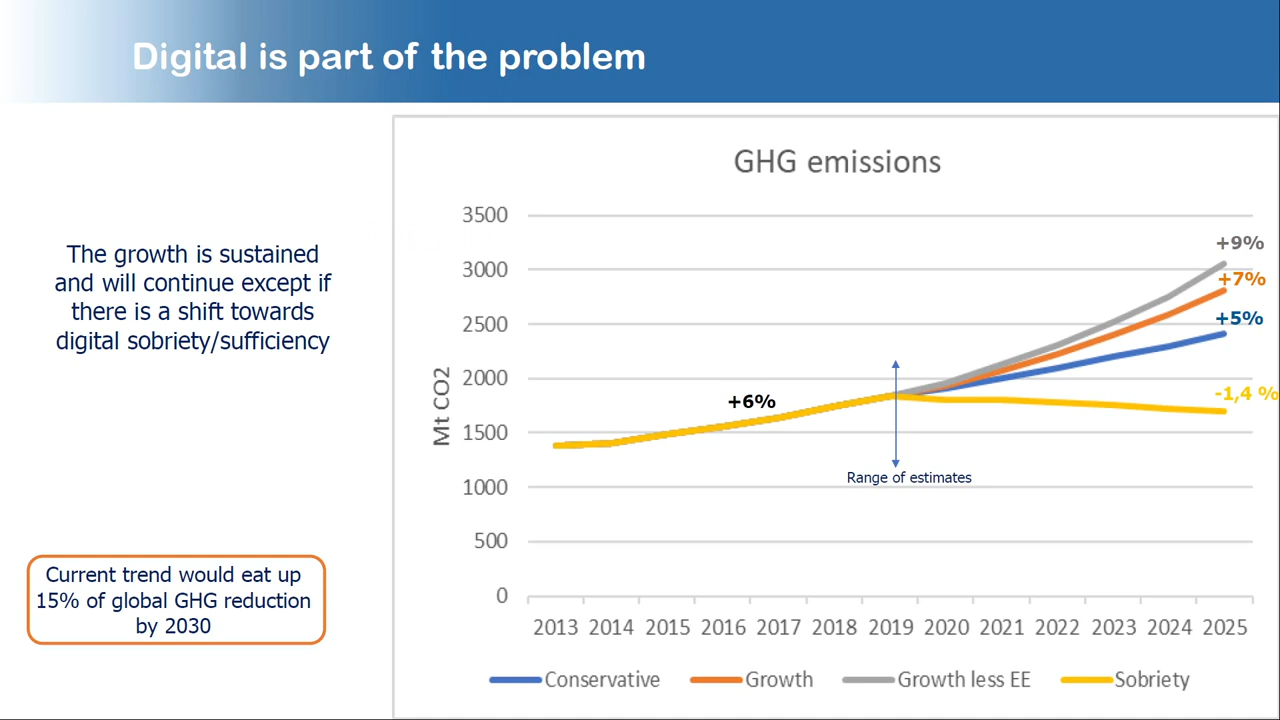 Digital is part of the problem
The growth is sustained
and will continue except if
there is a shift towards
digital sobriety/sufficiency
Current trend would eat up
15% of global GHG reduction
by 2030
GHG emissions
Mt CO2
3500
3000
2500
2000
1500
1000
500
0
+6%
+9%
+7%
+5%
-1,4 %
Range of estimates
2013 2014 2015 2016 2017 2018 2019 2020 2021 2022 2023 2024 2025
Conservative Growth Growth less EE Sobriety